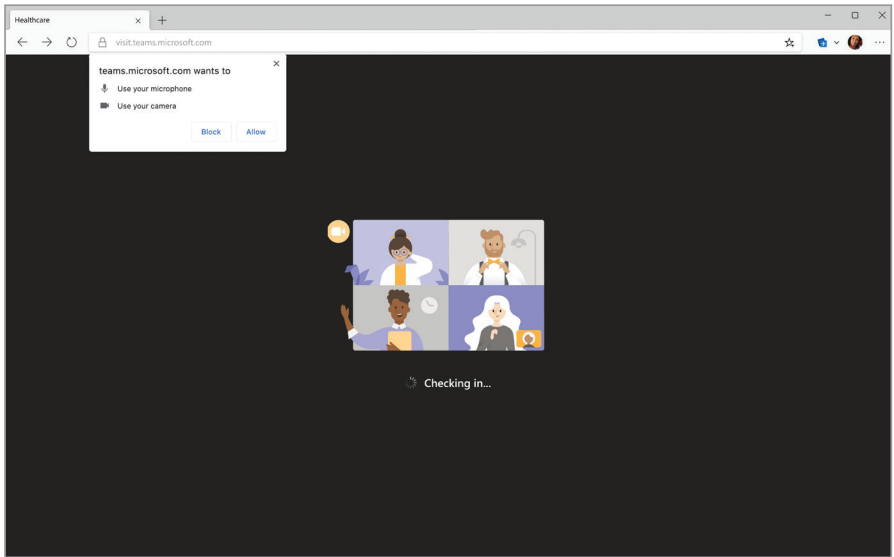 Healthcare
visit.teams.microsoft.com
teams.microsoft.com wants to
Use your microphone
Use your camera
Block Allow
Checking in...